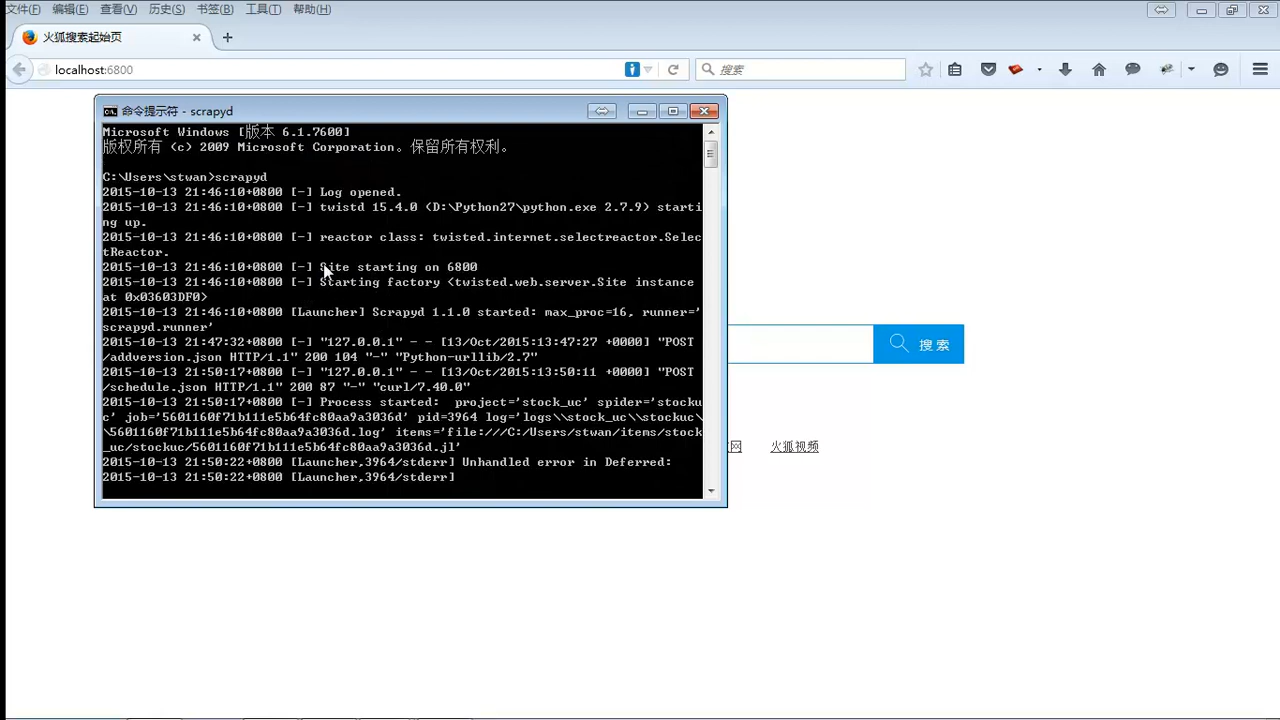 文件(F) 编辑(E) 查看(V) 历史(S) 书签(B) 工具(T) 帮助(H)
火狐搜素起始页
localhost:6800
搜索
命令提示符 - scrapyd
Microsoft Windows [版本 6.1.7600]
版权所有 (c) 2009 Microsoft Corporation。保留所有权利。
C:\Users\stwan>scrapyd
2015-10-13 21:46:10+0800 [-] Log opened.
2015-10-13 21:46:10+0800 [-] twistd 15.4.0 (D:\Python27\python.exe 2.7.9) starti
ng up.
2015-10-13 21:46:10+0800 [-] reactor class: twisted.internet.selectreactor.Selec
tReactor.
2015-10-13 21:46:10+0800 [-] Site starting on 6800
2015-10-13 21:46:10+0800 [-] Starting factory <twisted.web.server.Site instance
at 0x03603DF0>
2015-10-13 21:46:10+0800 [Launcher] Scrapyd 1.1.0 started: max_proc=16, runner='
scrapyd.runner'
2015-10-13 21:47:32+0800 [-] "127.0.0.1" - - [13/Oct/2015:13:47:27 +0000] "POST
/addversion.json HTTP/1.1" 200 104 "-" "Python-urllib/2.7"
2015-10-13 21:50:17+0800 [-] "127.0.0.1" - - [13/Oct/2015:13:50:11 +0000] "POST
/schedule.json HTTP/1.1" 200 87 "-" "curl/7.40.0"
2015-10-13 21:50:17+0800 [-] Process started:  project='stock_uc' spider='stocku
c' job='5601160f71b111e5b64fc80aa9a3036d' pid=3964 log='logs\\stock_uc\\stockuc\
\5601160f71b111e5b64fc80aa9a3036d.log' items='file:///C:/Users/stwan/items/stock
_uc/stockuc/5601160f71b111e5b64fc80aa9a3036d.jl'
2015-10-13 21:50:22+0800 [Launcher,3964/stderr] Unhandled error in Deferred:
2015-10-13 21:50:22+0800 [Launcher,3964/stderr]
搜 索
网 火狐视频